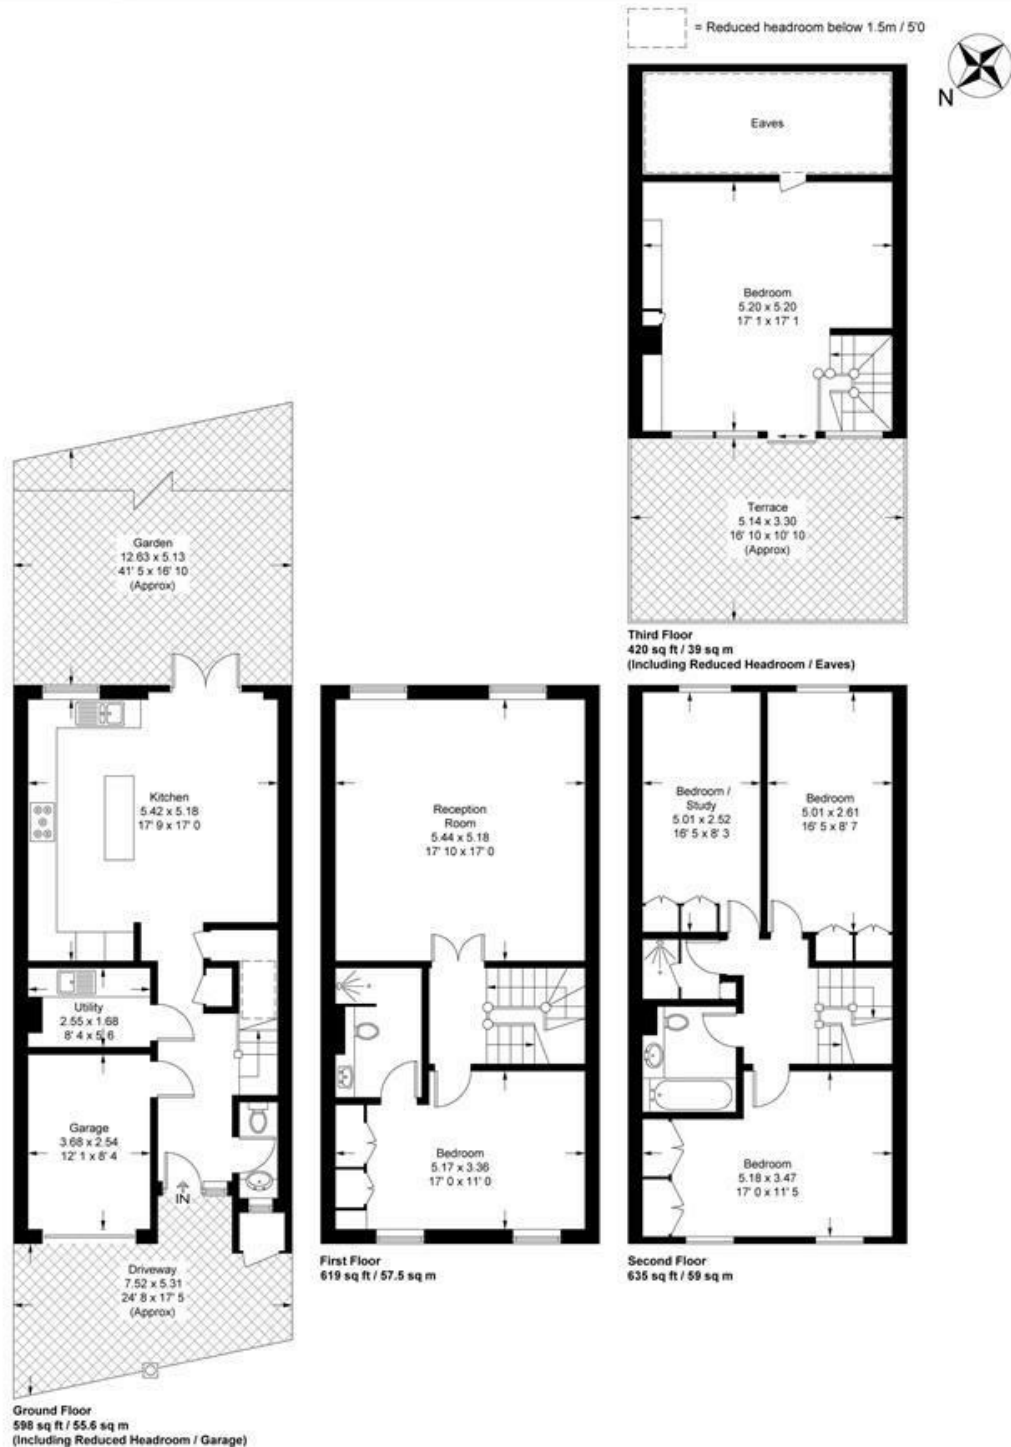 = Reduced headroom below 1.5m / 5'0
N
Eaves
Bedroom
5.20 x 5.20
17' 1 x 17' 1
Terrace
5.14 x 3.30
16' 10 x 10' 10
(Approx)
Third Floor
420 sq ft / 39 sq m
(Including Reduced Headroom / Eaves)
Garden
12.63 x 5.13
41' 5 x 16' 10
(Approx)
Kitchen
5.42 x 5.18
17' 9 x 17' 0
Utility
2.55 x 1.68
8' 4 x 5' 6
Garage
3.68 x 2.54
12' 1 x 8' 4
IN
Driveway
7.52 x 5.31
24' 8 x 17' 5
(Approx)
Ground Floor
598 sq ft / 55.6 sq m
(Including Reduced Headroom / Garage)
Reception
Room
5.44 x 5.18
17' 10 x 17' 0
Bedroom
5.17 x 3.36
17' 0 x 11' 0
First Floor
619 sq ft / 57.5 sq m
Bedroom /
Study
5.01 x 2.52
16' 5 x 8' 3
Bedroom
5.01 x 2.61
16' 5 x 8' 7
Bedroom
5.18 x 3.47
17' 0 x 11' 5
Second Floor
635 sq ft / 59 sq m